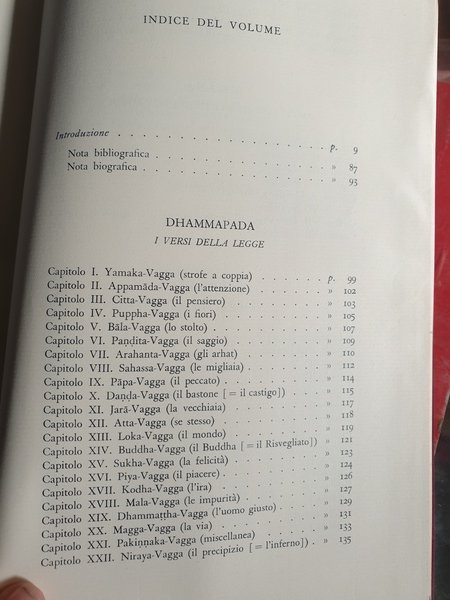 INDICE DEL VOLUME
Introduzione . . . . . . . . . . . . . p. 9
Nota bibliografica . . . . . . . . . . . » 87
Nota biografica . . . . . . . . . . . . » 93
DHAMMAPADA
I VERSI DELLA LEGGE
Capitolo I. Yamaka-Vagga (strofe a coppia) . . . . . p. 99
Capitolo II. Appamāda-Vagga (l'attenzione) . . . . . » 102
Capitolo III. Citta-Vagga (il pensiero) . . . . . . » 103
Capitolo IV. Puppha-Vagga (i fiori) . . . . . . . » 105
Capitolo V. Bāla-Vagga (lo stolto) . . . . . . . » 107
Capitolo VI. Paṇḍita-Vagga (il saggio) . . . . . . » 109
Capitolo VII. Arahanta-Vagga (gli arhat) . . . . . » 110
Capitolo VIII. Sahassa-Vagga (le migliaia) . . . . . » 112
Capitolo IX. Pāpa-Vagga (il peccato) . . . . . . . » 114
Capitolo X. Daṇḍa-Vagga (il bastone [= il castigo]) . . . » 115
Capitolo XI. Jarā-Vagga (la vecchiaia) . . . . . . » 117
Capitolo XII. Atta-Vagga (se stesso) . . . . . . . » 118
Capitolo XIII. Loka-Vagga (il mondo) . . . . . . . » 119
Capitolo XIV. Buddha-Vagga (il Buddha [= il Risvegliato]) . » 121
Capitolo XV. Sukha-Vagga (la felicità) . . . . . . » 123
Capitolo XVI. Piya-Vagga (il piacere) . . . . . . » 124
Capitolo XVII. Kodha-Vagga (l'ira) . . . . . . . » 126
Capitolo XVIII. Mala-Vagga (le impurità) . . . . . . » 127
Capitolo XIX. Dhammaṭṭha-Vagga (l'uomo giusto) . . . . » 129
Capitolo XX. Magga-Vagga (la via) . . . . . . . » 131
Capitolo XXI. Pakiṇṇaka-Vagga (miscellanea) . . . . . » 133
Capitolo XXII. Niraya-Vagga (il precipizio [= l'inferno]) . . » 135